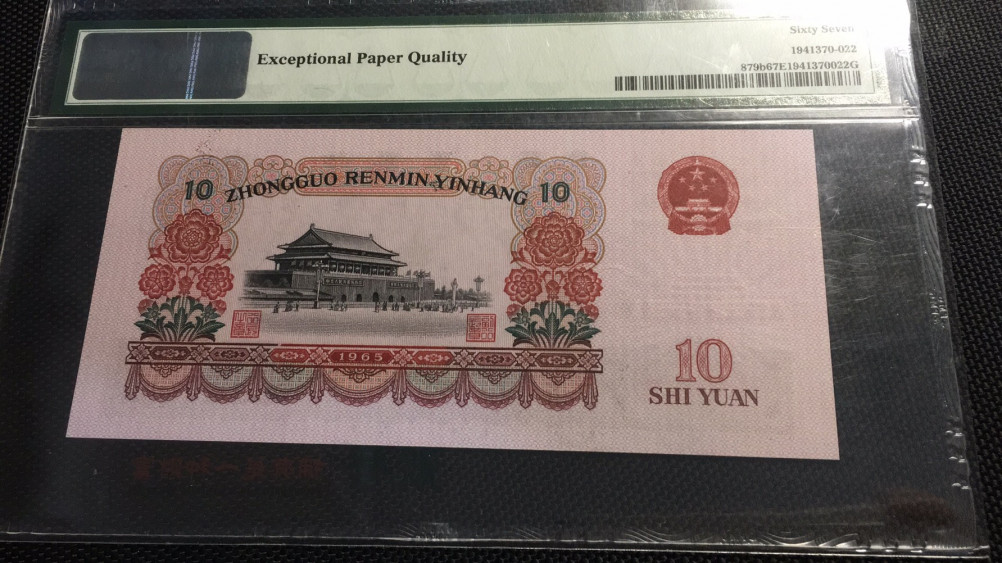 Sixty Seven
Exceptional Paper Quality
1941370-022
879b67E1941370022G
10 ZHONGGUO RENMIN YINHANG 10
1965
10
SHI YUAN